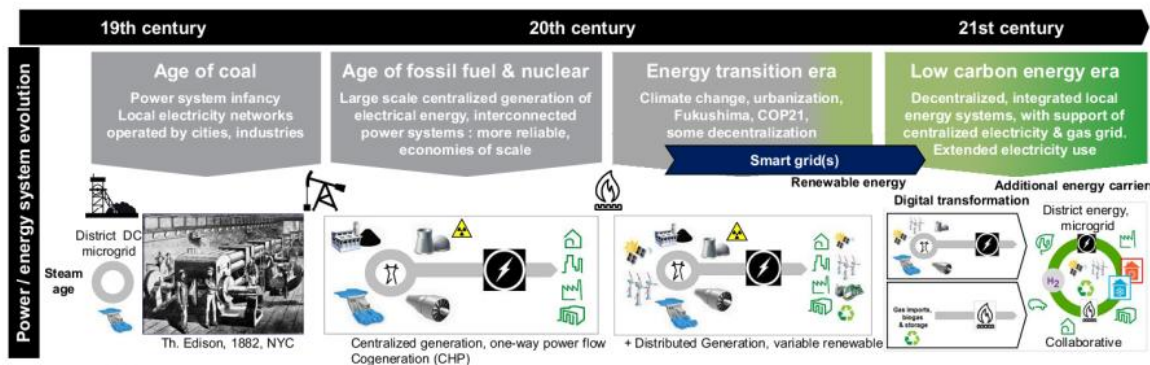 19th century
20th century
21st century
Power / energy system evolution
Age of coal
Power system infancy
Local electricity networks
operated by cities, industries
Age of fossil fuel & nuclear
Large scale centralized generation of
electrical energy, interconnected
power systems : more reliable,
economies of scale
Energy transition era
Climate change, urbanization,
Fukushima, COP21,
some decentralization
Low carbon energy era
Decentralized, integrated local
energy systems, with support of
centralized electricity & gas grid.
Extended electricity use
Smart grid(s)
Renewable energy
Additional energy carrier
Digital transformation
District DC
microgrid
Steam
age
Th. Edison, 1882, NYC
Centralized generation, one-way power flow
Cogeneration (CHP)
+ Distributed Generation, variable renewable
Gas imports,
biogas
& storage
District energy,
microgrid
H2
Collaborative